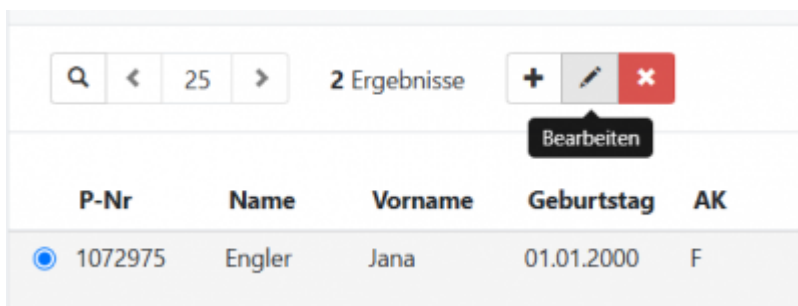 25 2 Ergebnisse
Bearbeiten
P-Nr Name Vorname Geburtstag AK
1072975 Engler Jana 01.01.2000 F